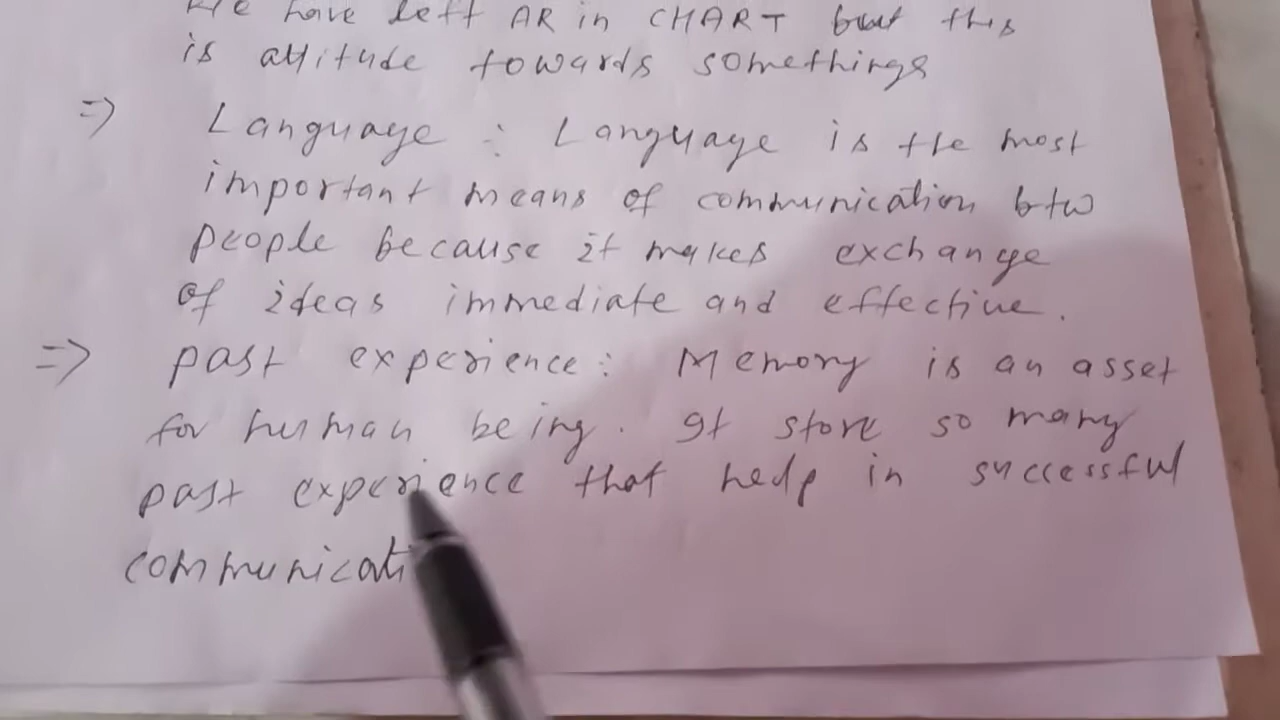 We have left AR in CHART but this
is attitude towards somethings
=> Language : Language is the most
important means of communication btw
people because it makes exchange
of ideas immediate and effective.
=> past experience : Memory is an asset
for human being. It store so many
past experience that help in successful
communicati